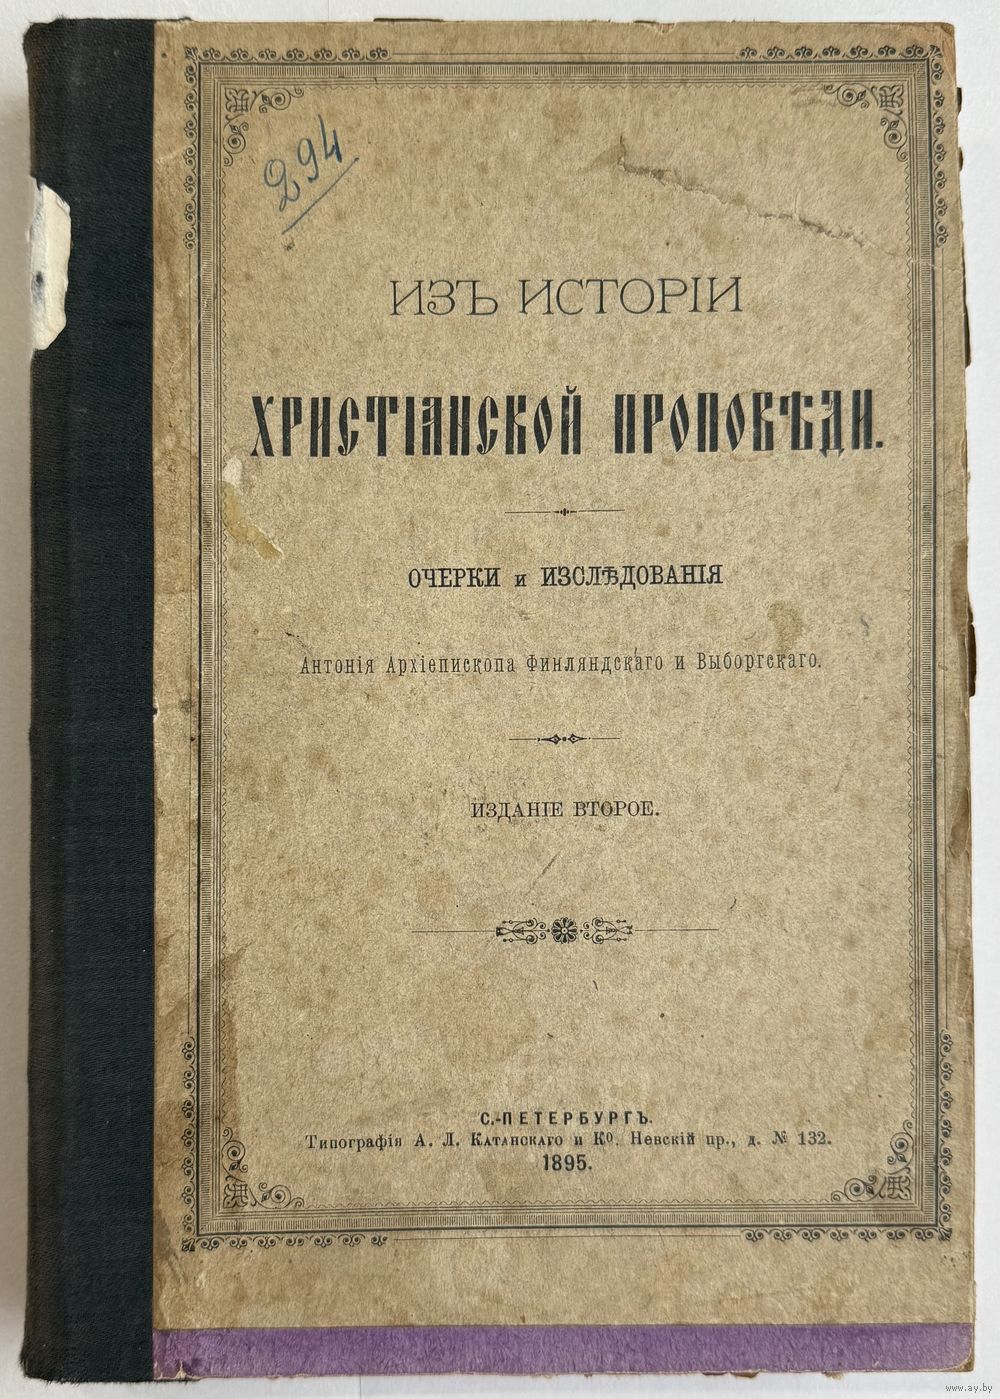 294
ИЗЪ ИСТОРІИ
ХРИСТІАНСКОЙ ПРОПОВѢДИ.
ОЧЕРКИ и ИЗСЛѢДОВАНІЯ
Антонія Архіепископа Финляндскаго и Выборгскаго.
ИЗДАНІЕ ВТОРОЕ.
С.-ПЕТЕРБУРГЪ.
Типографія А. Л. Катанскаго и Ко. Невскій пр., д. № 132.
1895.
www.ay.by